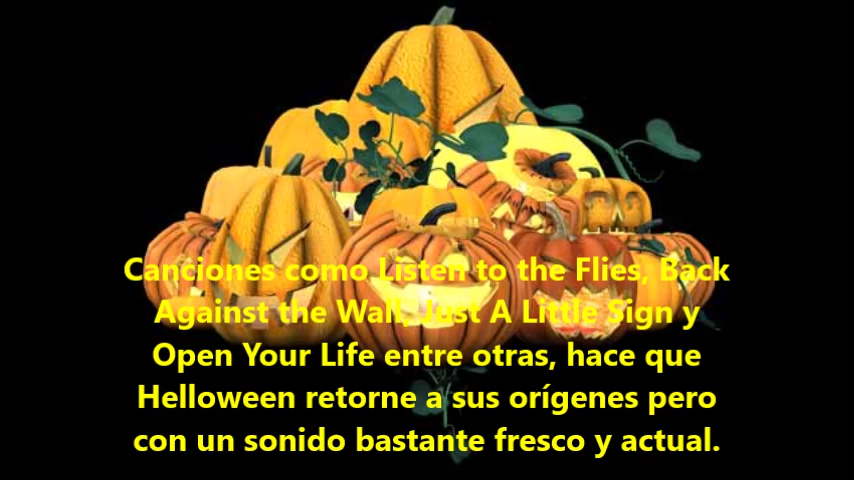 Canciones como Listen to the Flies, Back
Against the Wall, Just A Little Sign y
Open Your Life entre otras, hace que
Helloween retorne a sus orígenes pero
con un sonido bastante fresco y actual.